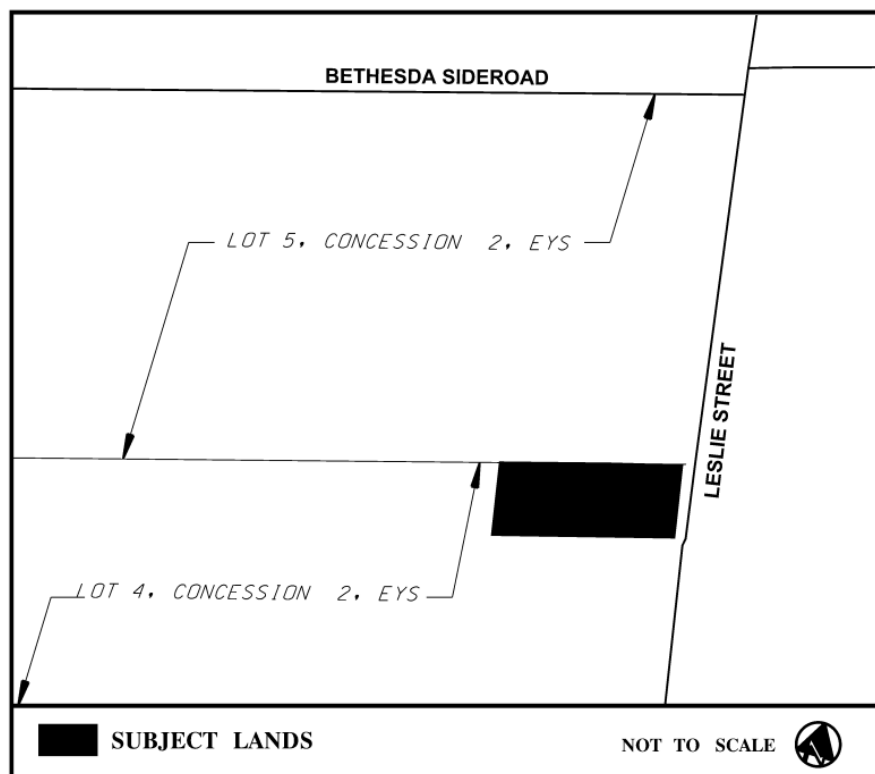 BETHESDA SIDEROAD
LOT 5, CONCESSION 2, EYS
LESLIE STREET
LOT 4, CONCESSION 2, EYS
SUBJECT LANDS
NOT TO SCALE